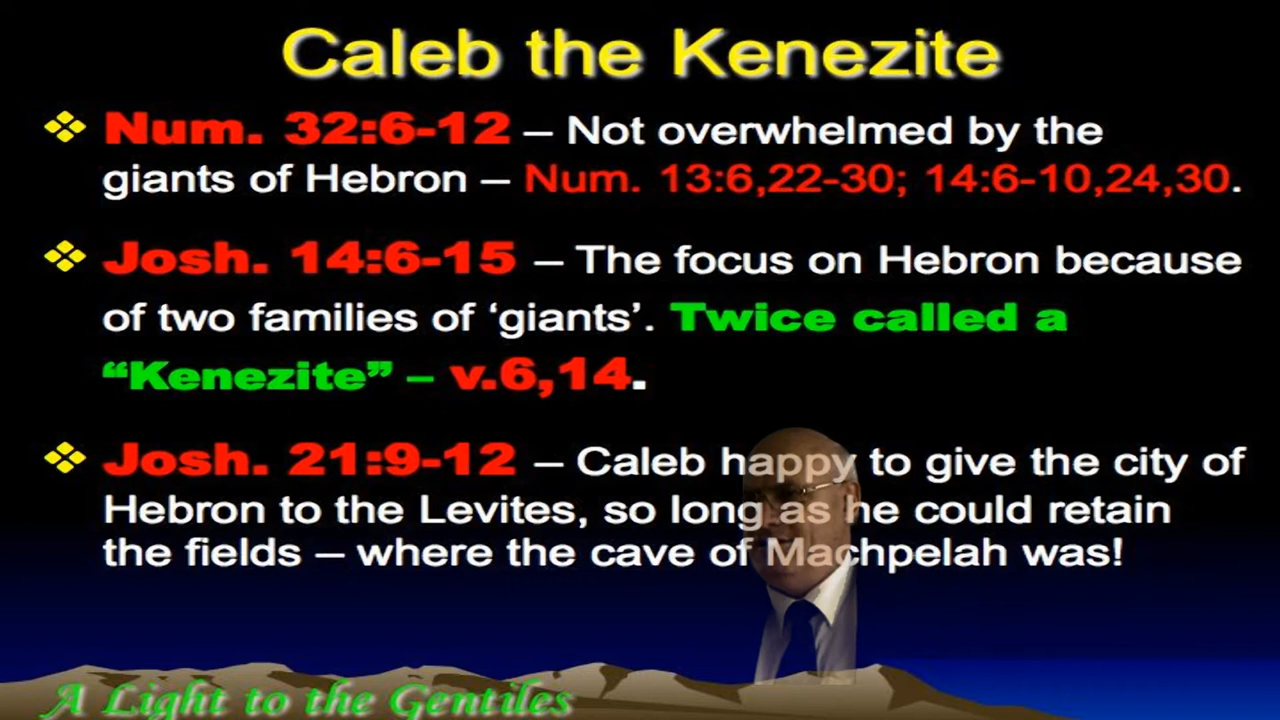 Caleb the Kenezite
Num. 32:6-12 – Not overwhelmed by the
giants of Hebron – Num. 13:6,22-30; 14:6-10,24,30.
Josh. 14:6-15 – The focus on Hebron because
of two families of ‘giants’. Twice called a
“Kenezite” – v.6,14.
Josh. 21:9-12 – Caleb happy to give the city of
Hebron to the Levites, so long as he could retain
the fields – where the cave of Machpelah was!
A Light to the Gentiles